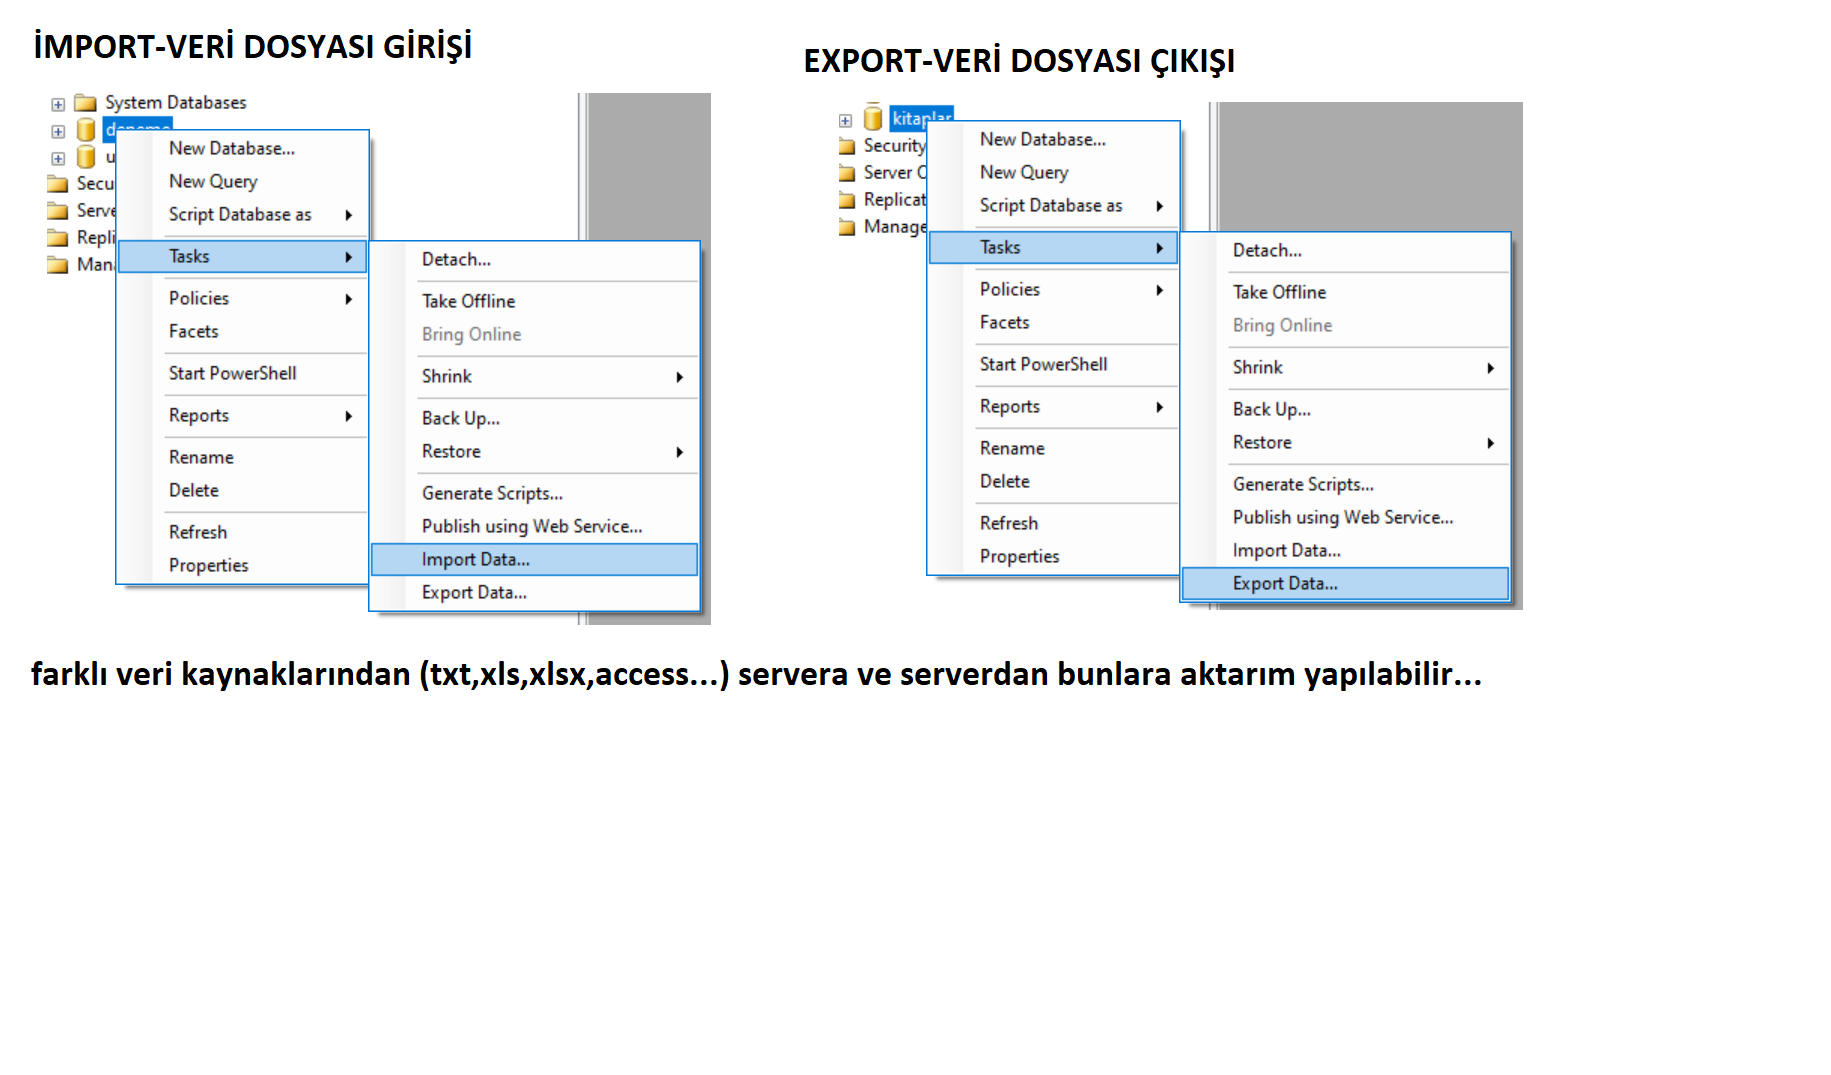 İMPORT-VERİ DOSYASI GİRİŞİ
System Databases
New Database...
New Query
Script Database as
Tasks
Policies
Facets
Start PowerShell
Reports
Rename
Delete
Refresh
Properties
Detach...
Take Offline
Bring Online
Shrink
Back Up...
Restore
Generate Scripts...
Publish using Web Service...
Import Data...
Export Data...
EXPORT-VERİ DOSYASI ÇIKIŞI
kitaplar
Security
Server O
Replicat
Manage
New Database...
New Query
Script Database as
Tasks
Policies
Facets
Start PowerShell
Reports
Rename
Delete
Refresh
Properties
Detach...
Take Offline
Bring Online
Shrink
Back Up...
Restore
Generate Scripts...
Publish using Web Service...
Import Data...
Export Data...
farklı veri kaynaklarından (txt,xls,xlsx,access...) servera ve serverdan bunlara aktarım yapılabilir...